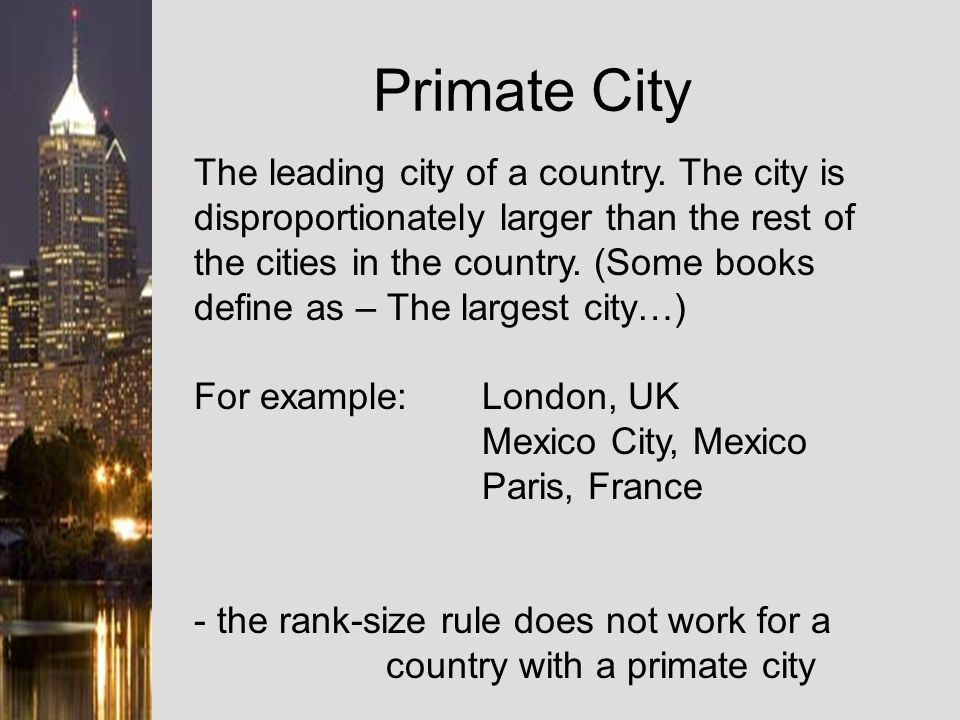 Primate City
The leading city of a country. The city is
disproportionately larger than the rest of
the cities in the country. (Some books
define as – The largest city…)
For example: London, UK
Mexico City, Mexico
Paris, France
- the rank-size rule does not work for a
country with a primate city